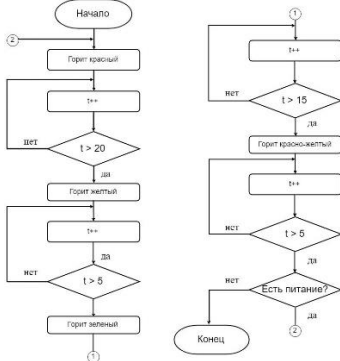 Начало
2
Горит красный
t++
нет
t > 20
да
Горит желтый
t++
да
нет
t > 5
Горит зеленый
1
1
t++
нет
t > 15
да
Горит красно-желтый
t++
нет
t > 5
да
нет
Есть питание?
да
Конец
2